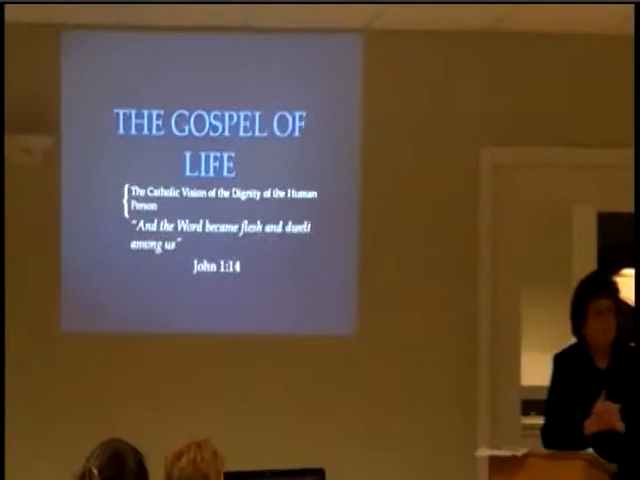 THE GOSPEL OF
LIFE
The Catholic Vision of the Dignity of the Human
Person
"And the Word became flesh and dwelt
among us"
John 1:14